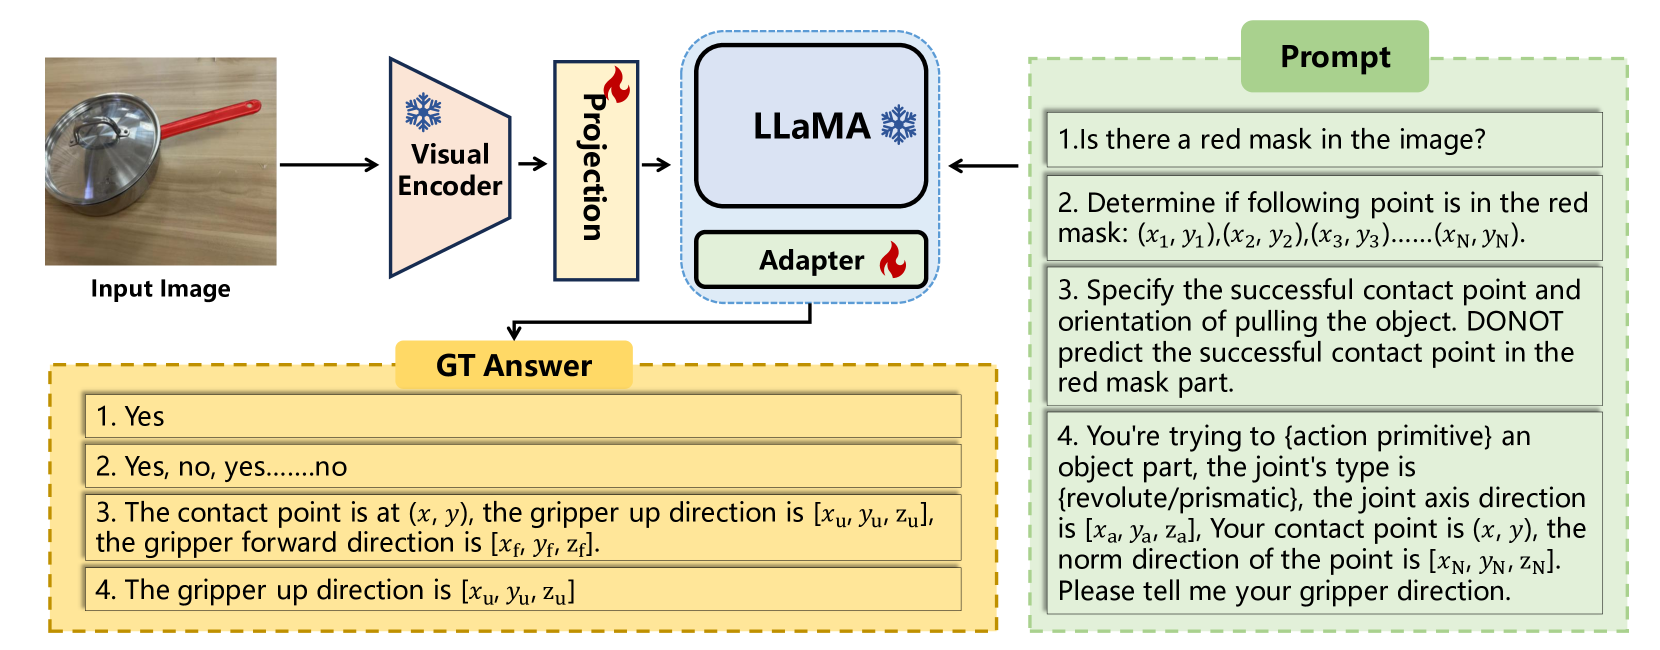 Input Image
Visual
Encoder
Projection
LLaMA
Adapter
Prompt
1.Is there a red mask in the image?
2. Determine if following point is in the red
mask: (x₁, y₁),(x₂, y₂),(x₃, y₃)......(x_N, y_N).
3. Specify the successful contact point and
orientation of pulling the object. DONOT
predict the successful contact point in the
red mask part.
4. You're trying to {action primitive} an
object part, the joint's type is
{revolute/prismatic}, the joint axis direction
is [x_a, y_a, z_a], Your contact point is (x, y), the
norm direction of the point is [x_N, y_N, z_N].
Please tell me your gripper direction.
GT Answer
1. Yes
2. Yes, no, yes.......no
3. The contact point is at (x, y), the gripper up direction is [x_u, y_u, z_u],
the gripper forward direction is [x_f, y_f, z_f].
4. The gripper up direction is [x_u, y_u, z_u]